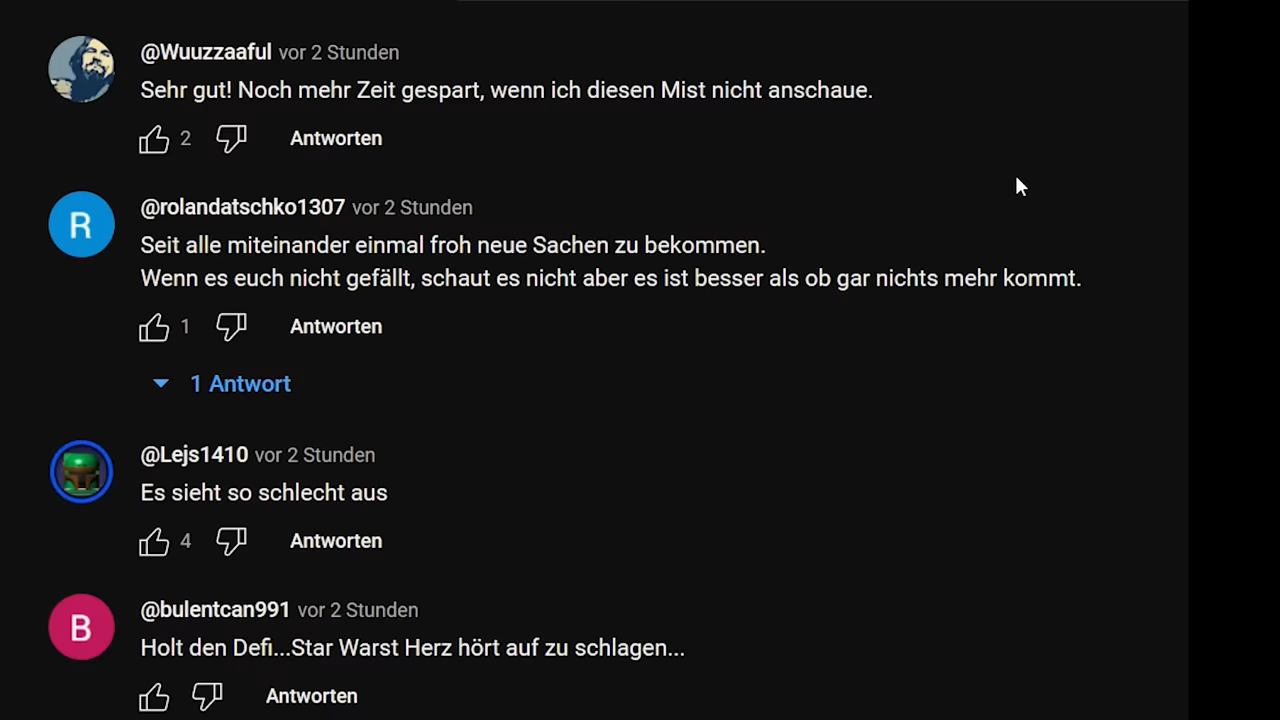 @Wuuzzaaful vor 2 Stunden
Sehr gut! Noch mehr Zeit gespart, wenn ich diesen Mist nicht anschaue.
2 Antworten
R
@rolandatschko1307 vor 2 Stunden
Seit alle miteinander einmal froh neue Sachen zu bekommen.
Wenn es euch nicht gefällt, schaut es nicht aber es ist besser als ob gar nichts mehr kommt.
1 Antworten
1 Antwort
@Lejs1410 vor 2 Stunden
Es sieht so schlecht aus
4 Antworten
B
@bulentcan991 vor 2 Stunden
Holt den Defi...Star Warst Herz hört auf zu schlagen...
Antworten